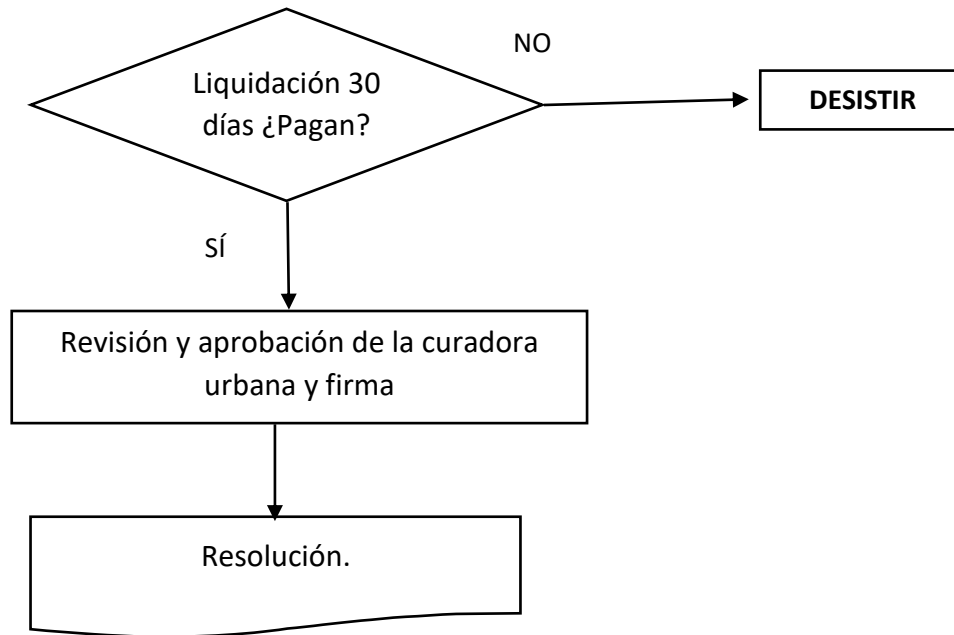 NO
Liquidación 30
días ¿Pagan?
DESISTIR
SÍ
Revisión y aprobación de la curadora
urbana y firma
Resolución.